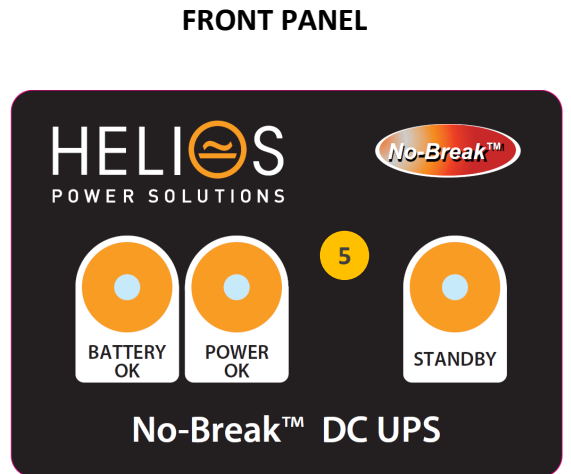 FRONT PANEL
HELIOS
POWER SOLUTIONS
No-Break™
5
BATTERY
OK
POWER
OK
STANDBY
No-Break™ DC UPS